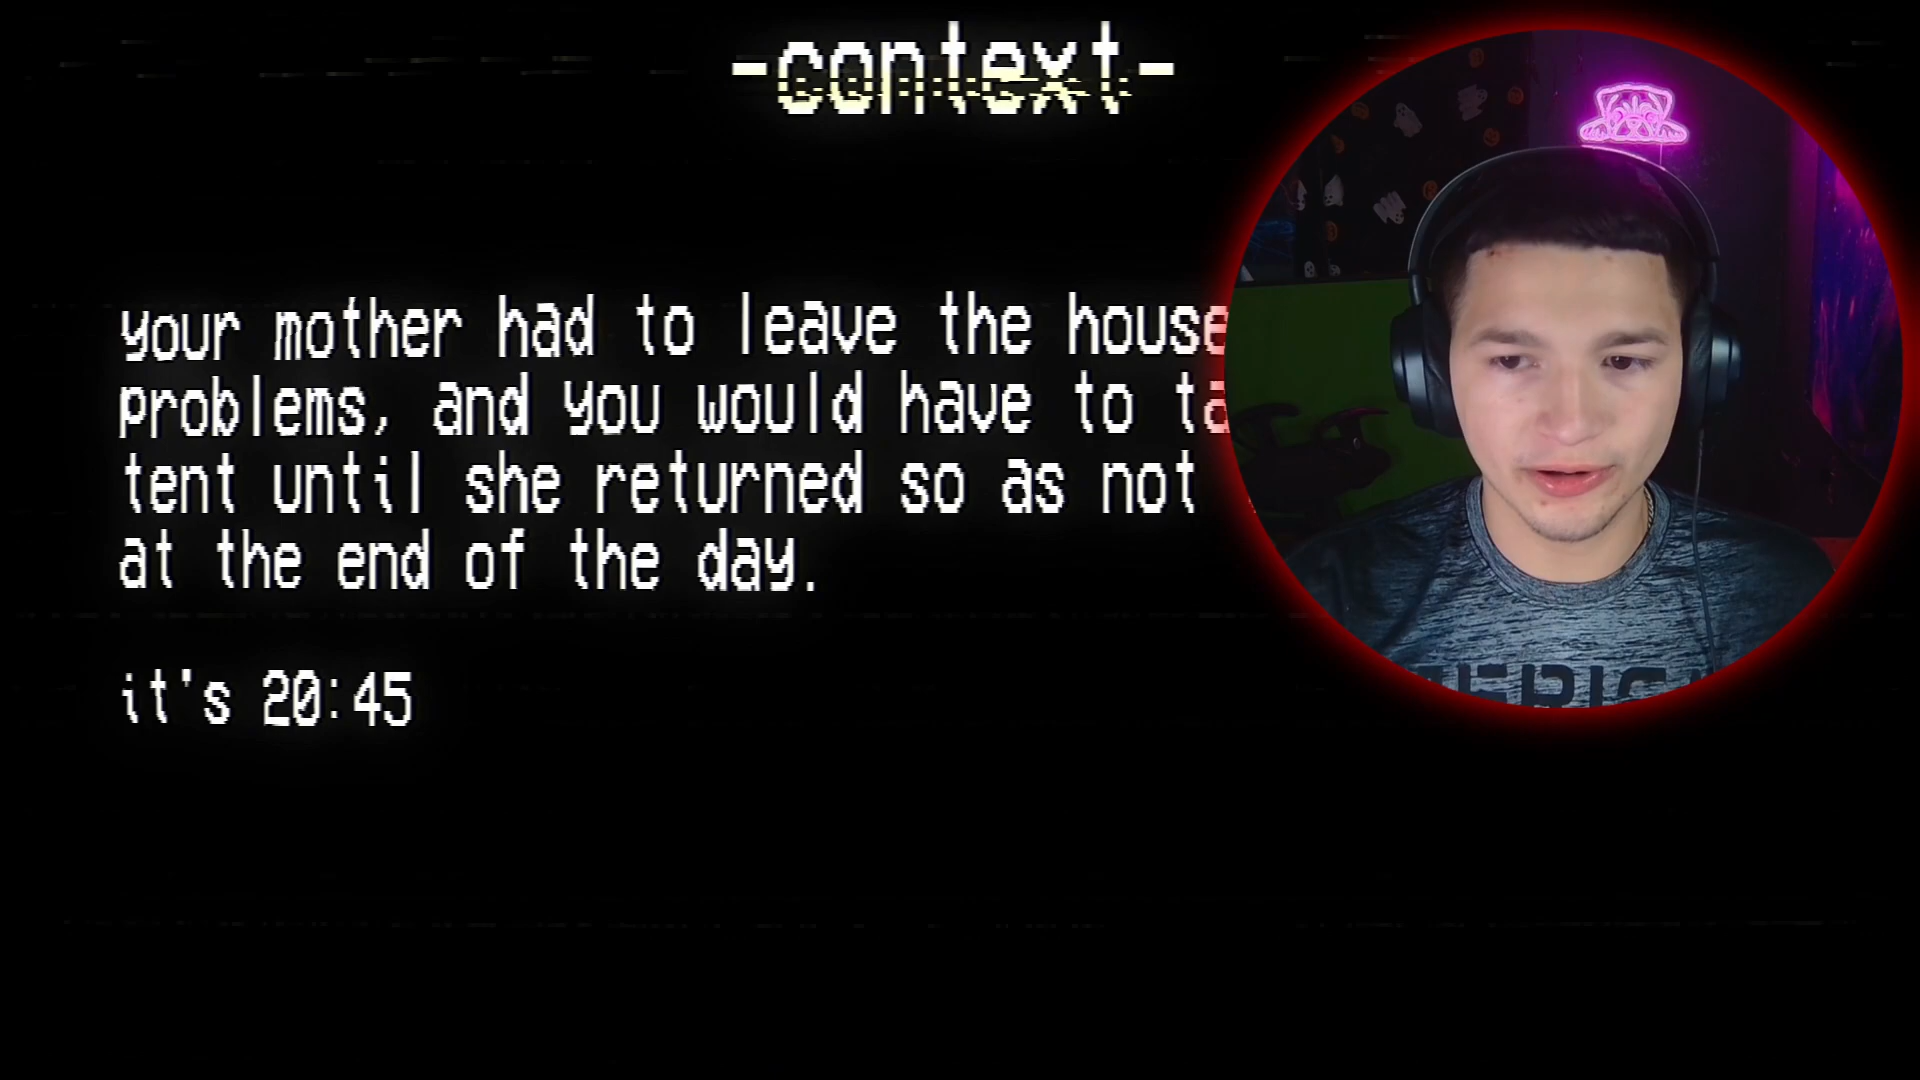 -context-
your mother had to leave the house
problems, and you would have to
tent until she returned so as not
at the end of the day.
it's 20:45